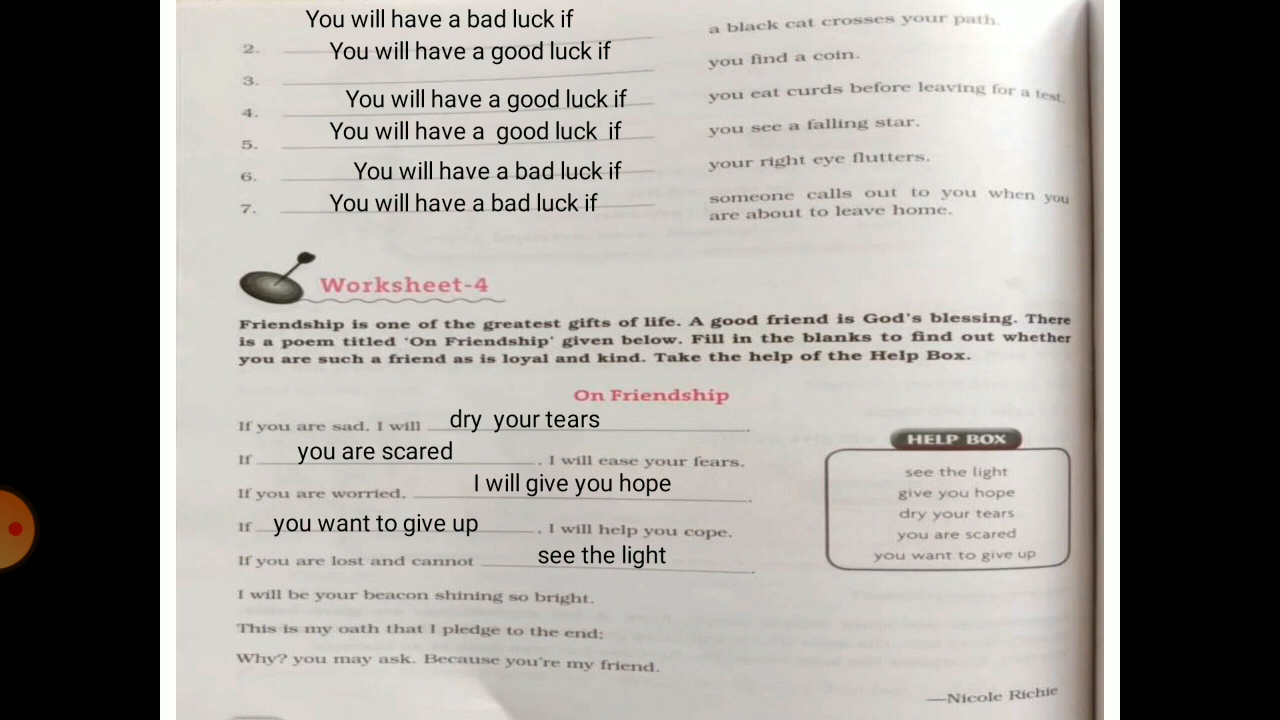 You will have a bad luck if a black cat crosses your path.
2. You will have a good luck if you find a coin.
3.
4. You will have a good luck if you eat curds before leaving for a test.
5. You will have a good luck if you see a falling star.
6. You will have a bad luck if your right eye flutters.
7. You will have a bad luck if someone calls out to you when you
are about to leave home.
Worksheet-4
Friendship is one of the greatest gifts of life. A good friend is God's blessing. There
is a poem titled 'On Friendship' given below. Fill in the blanks to find out whether
you are such a friend as is loyal and kind. Take the help of the Help Box.
On Friendship
If you are sad, I will dry your tears.
If you are scared, I will ease your fears.
If you are worried, I will give you hope.
If you want to give up, I will help you cope.
If you are lost and cannot see the light.
I will be your beacon shining so bright.
This is my oath that I pledge to the end;
Why? you may ask. Because you're my friend.
—Nicole Richie
HELP BOX
see the light
give you hope
dry your tears
you are scared
you want to give up